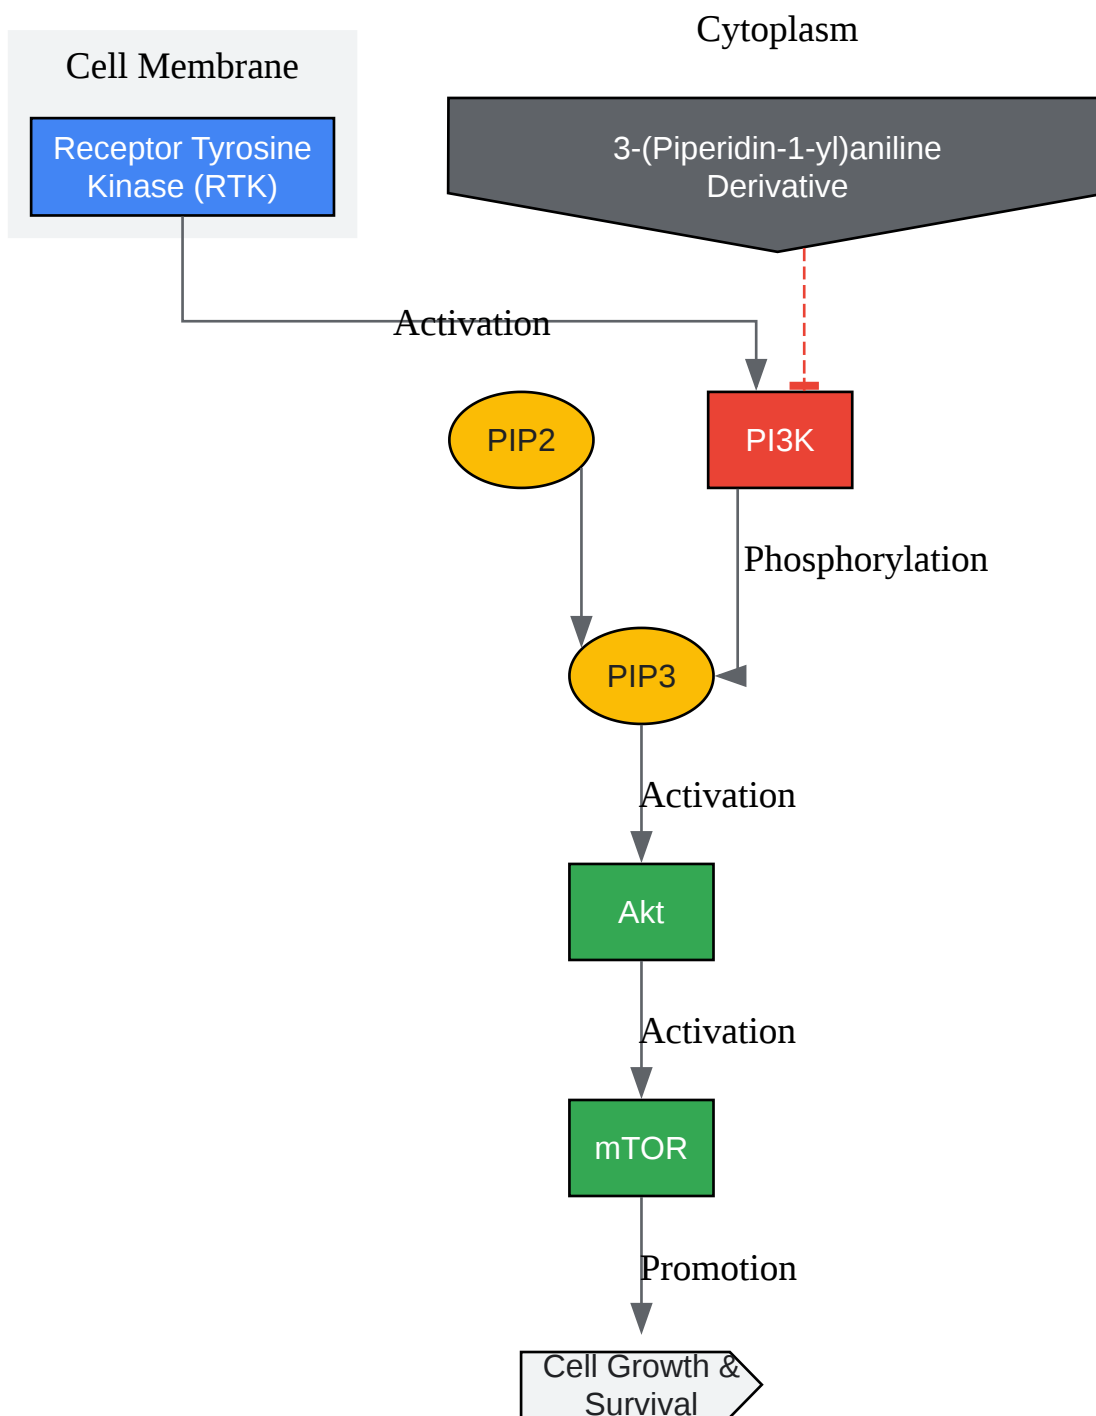 Cytoplasm
Cell Membrane
Receptor Tyrosine
Kinase (RTK)
3-(Piperidin-1-yl)aniline
Derivative
Activation
PIP2
PI3K
Phosphorylation
PIP3
Activation
Akt
Activation
mTOR
Promotion
Cell Growth &
Survival